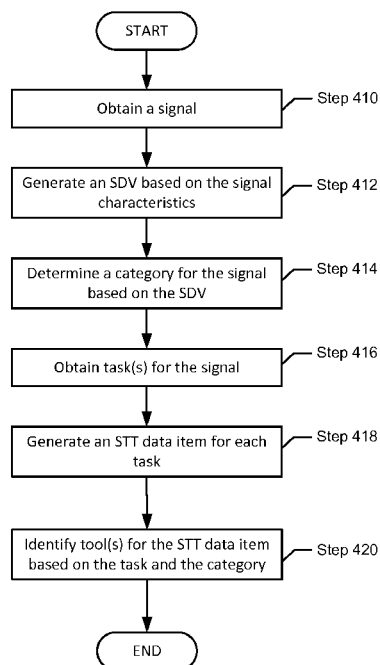 START
Obtain a signal
Step 410
Generate an SDV based on the signal
characteristics
Step 412
Determine a category for the signal
based on the SDV
Step 414
Obtain task(s) for the signal
Step 416
Generate an STT data item for each
task
Step 418
Identify tool(s) for the STT data item
based on the task and the category
Step 420
END